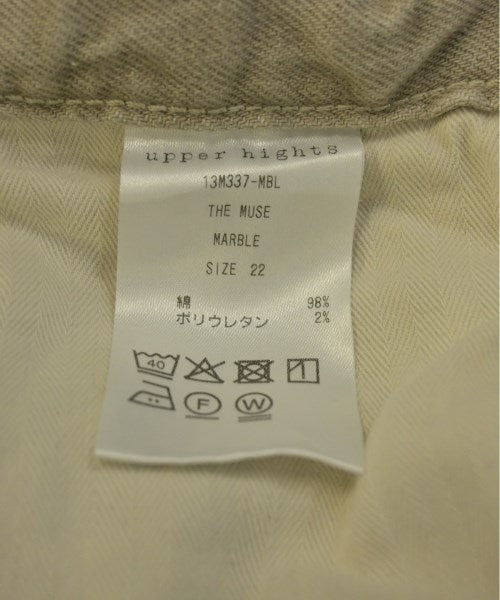 upper hights
13M337-MBL
THE MUSE
MARBLE
SIZE 22
綿 98%
ポリウレタン 2%
40
F W